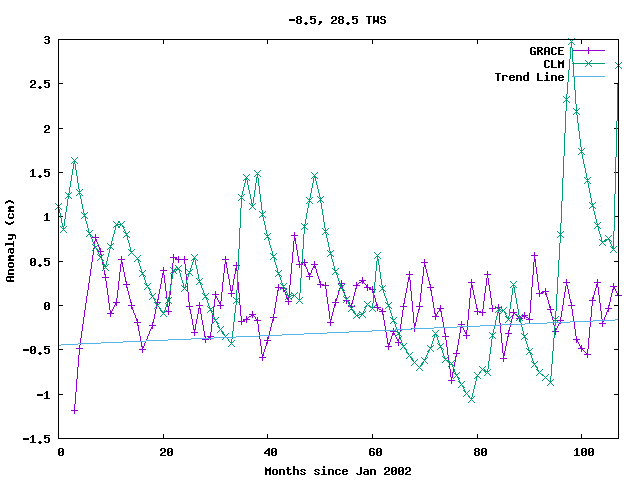 -8.5, 28.5 TWS
GRACE
CLM
Trend Line
3
2.5
2
1.5
1
0.5
0
-0.5
-1
-1.5
Anomaly (cm)
0 20 40 60 80 100
Months since Jan 2002